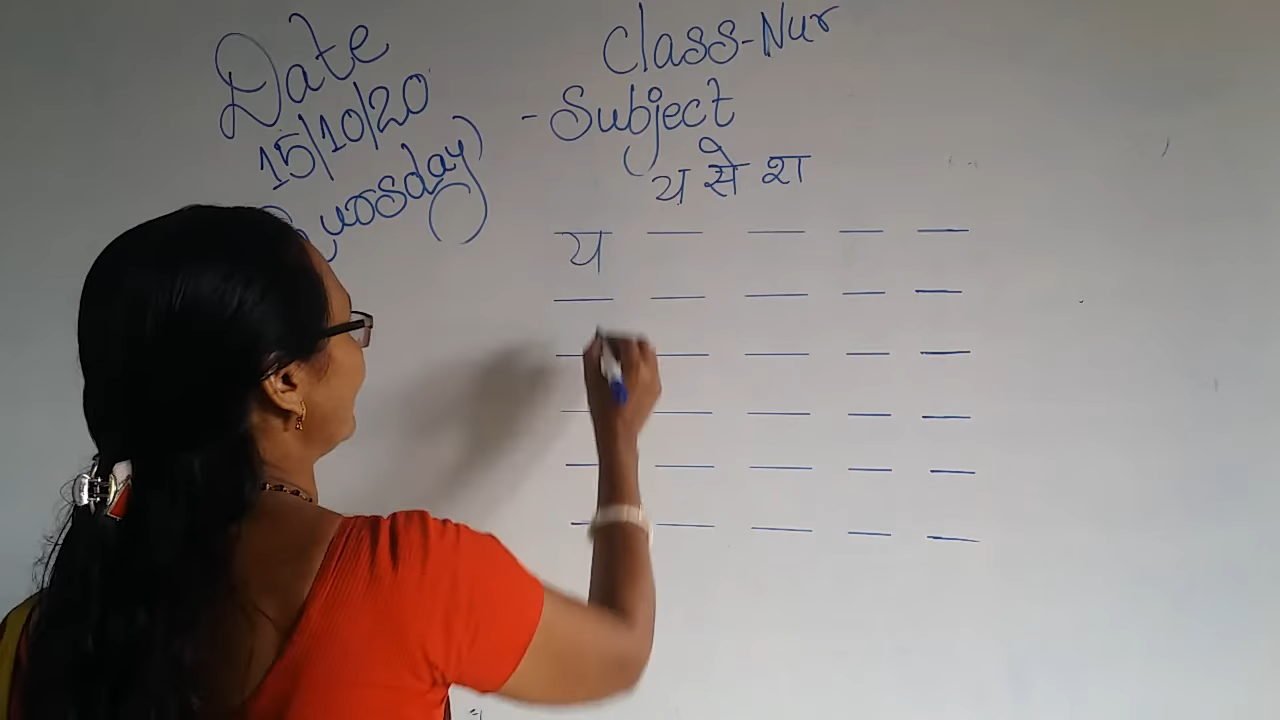 Date
15/10/20
Class-Nur
-Subject
य से श
य